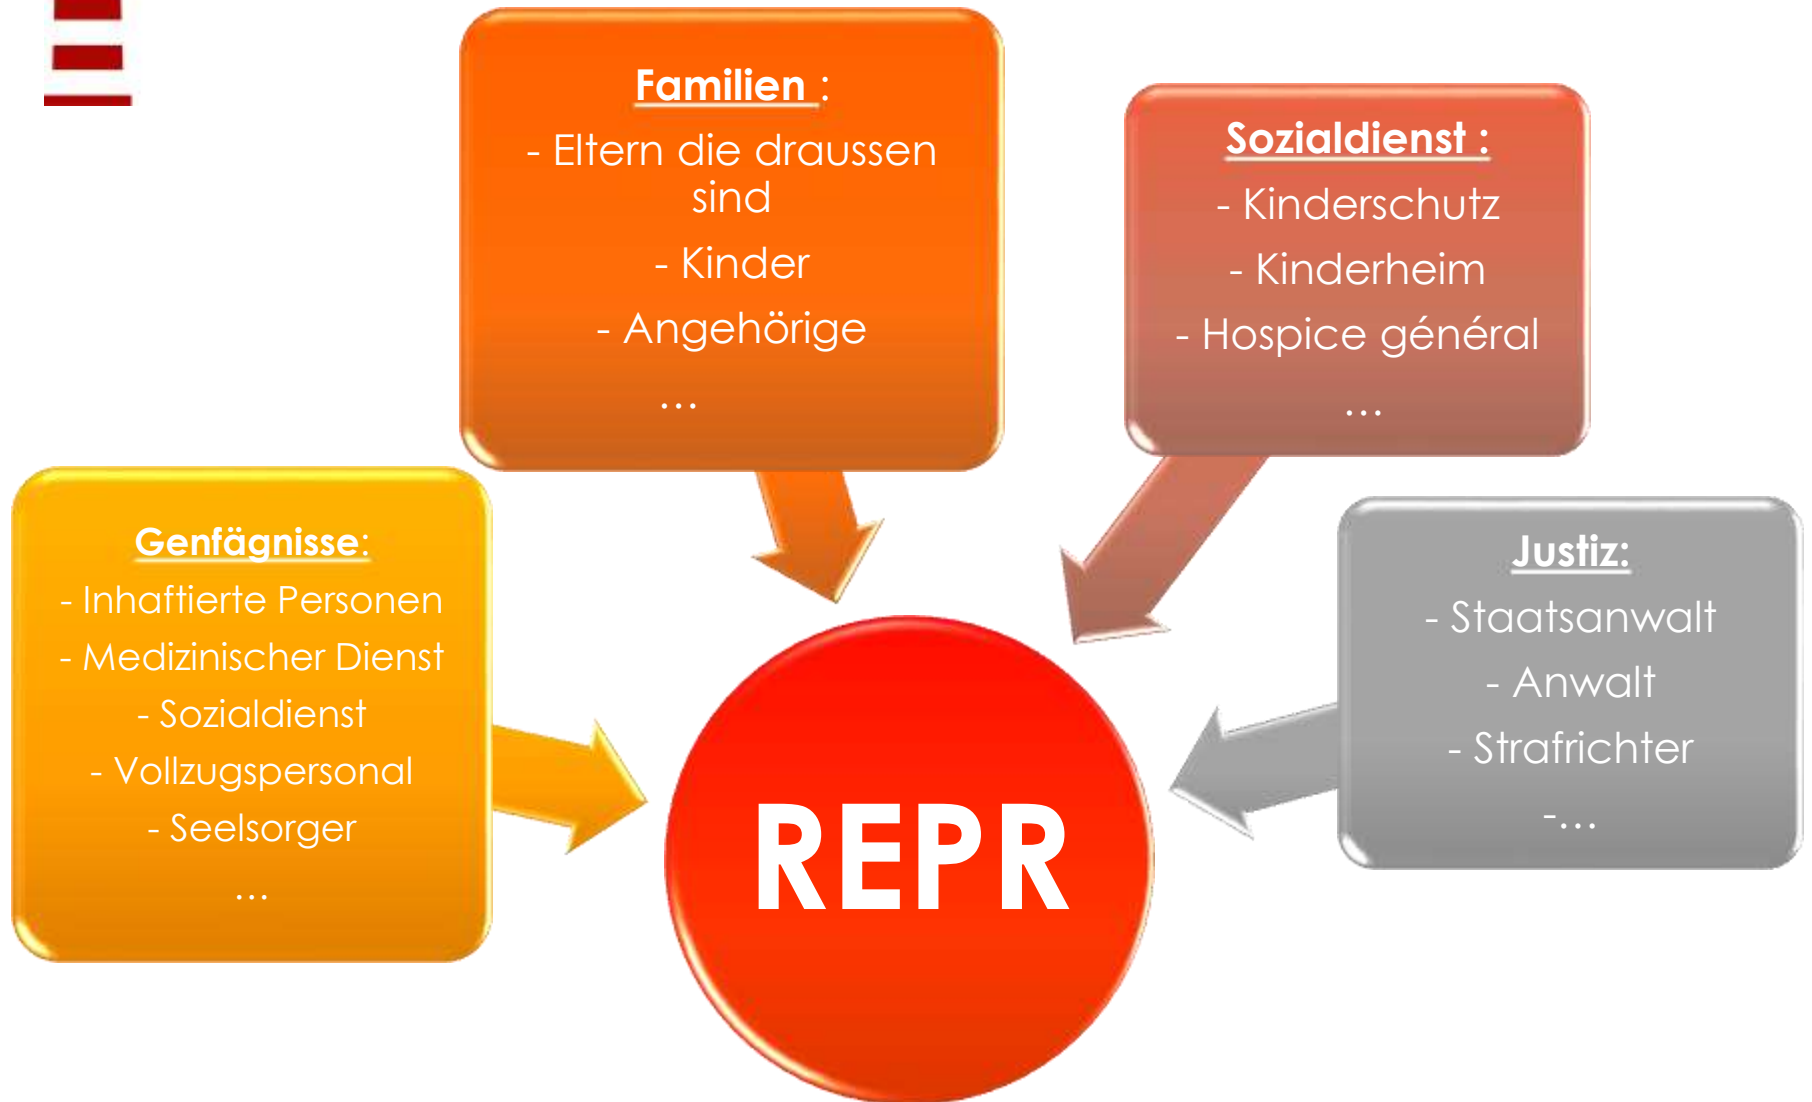 Familien :
- Eltern die draussen
sind
- Kinder
- Angehörige
...
Sozialdienst :
- Kinderschutz
- Kinderheim
- Hospice général
...
Genfägnisse:
- Inhaftierte Personen
- Medizinischer Dienst
- Sozialdienst
- Vollzugspersonal
- Seelsorger
...
Justiz:
- Staatsanwalt
- Anwalt
- Strafrichter
-...
REPR